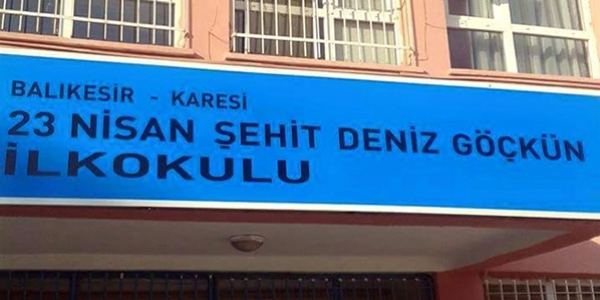 BALIKESİR - KARESİ
23 NİSAN ŞEHİT DENİZ GÖÇKÜN
İLKOKULU